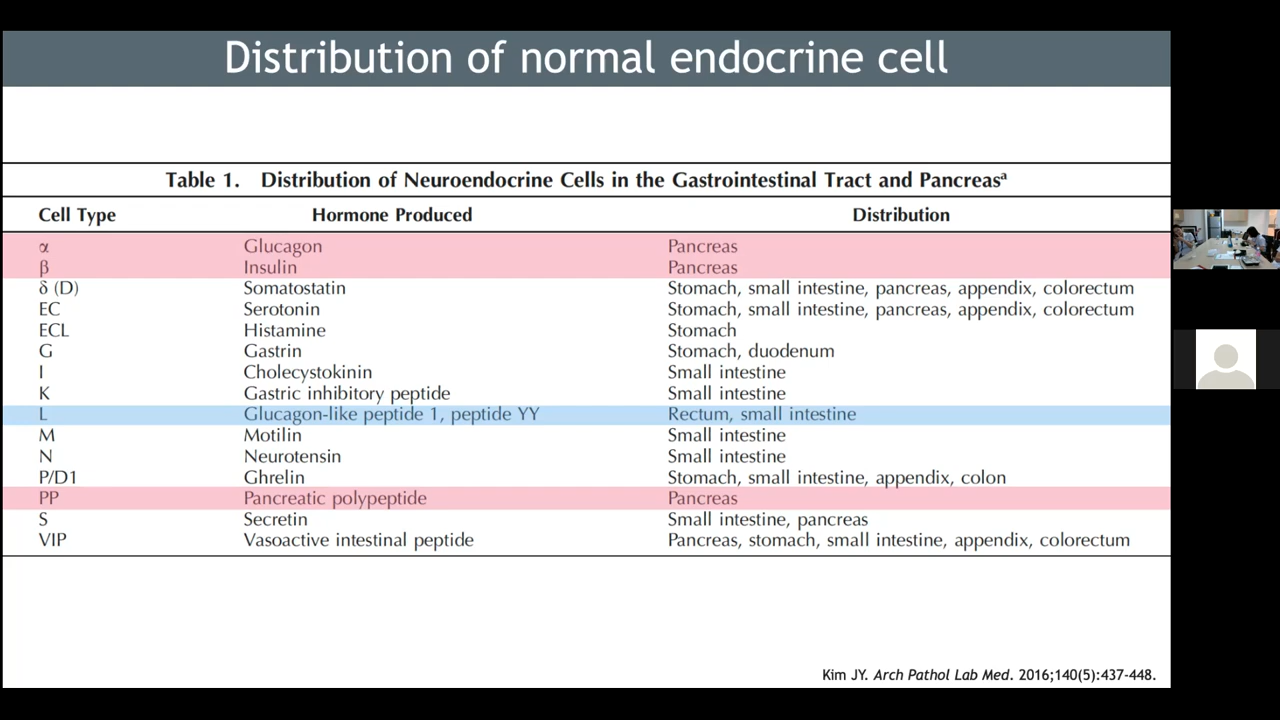 Distribution of normal endocrine cell
Table 1. Distribution of Neuroendocrine Cells in the Gastrointestinal Tract and Pancreasᵃ
Cell Type Hormone Produced Distribution
α Glucagon Pancreas
β Insulin Pancreas
δ (D) Somatostatin Stomach, small intestine, pancreas, appendix, colorectum
EC Serotonin Stomach, small intestine, pancreas, appendix, colorectum
ECL Histamine Stomach
G Gastrin Stomach, duodenum
I Cholecystokinin Small intestine
K Gastric inhibitory peptide Small intestine
L Glucagon-like peptide 1, peptide YY Rectum, small intestine
M Motilin Small intestine
N Neurotensin Small intestine
P/D1 Ghrelin Stomach, small intestine, appendix, colon
PP Pancreatic polypeptide Pancreas
S Secretin Small intestine, pancreas
VIP Vasoactive intestinal peptide Pancreas, stomach, small intestine, appendix, colorectum
Kim JY. Arch Pathol Lab Med. 2016;140(5):437-448.